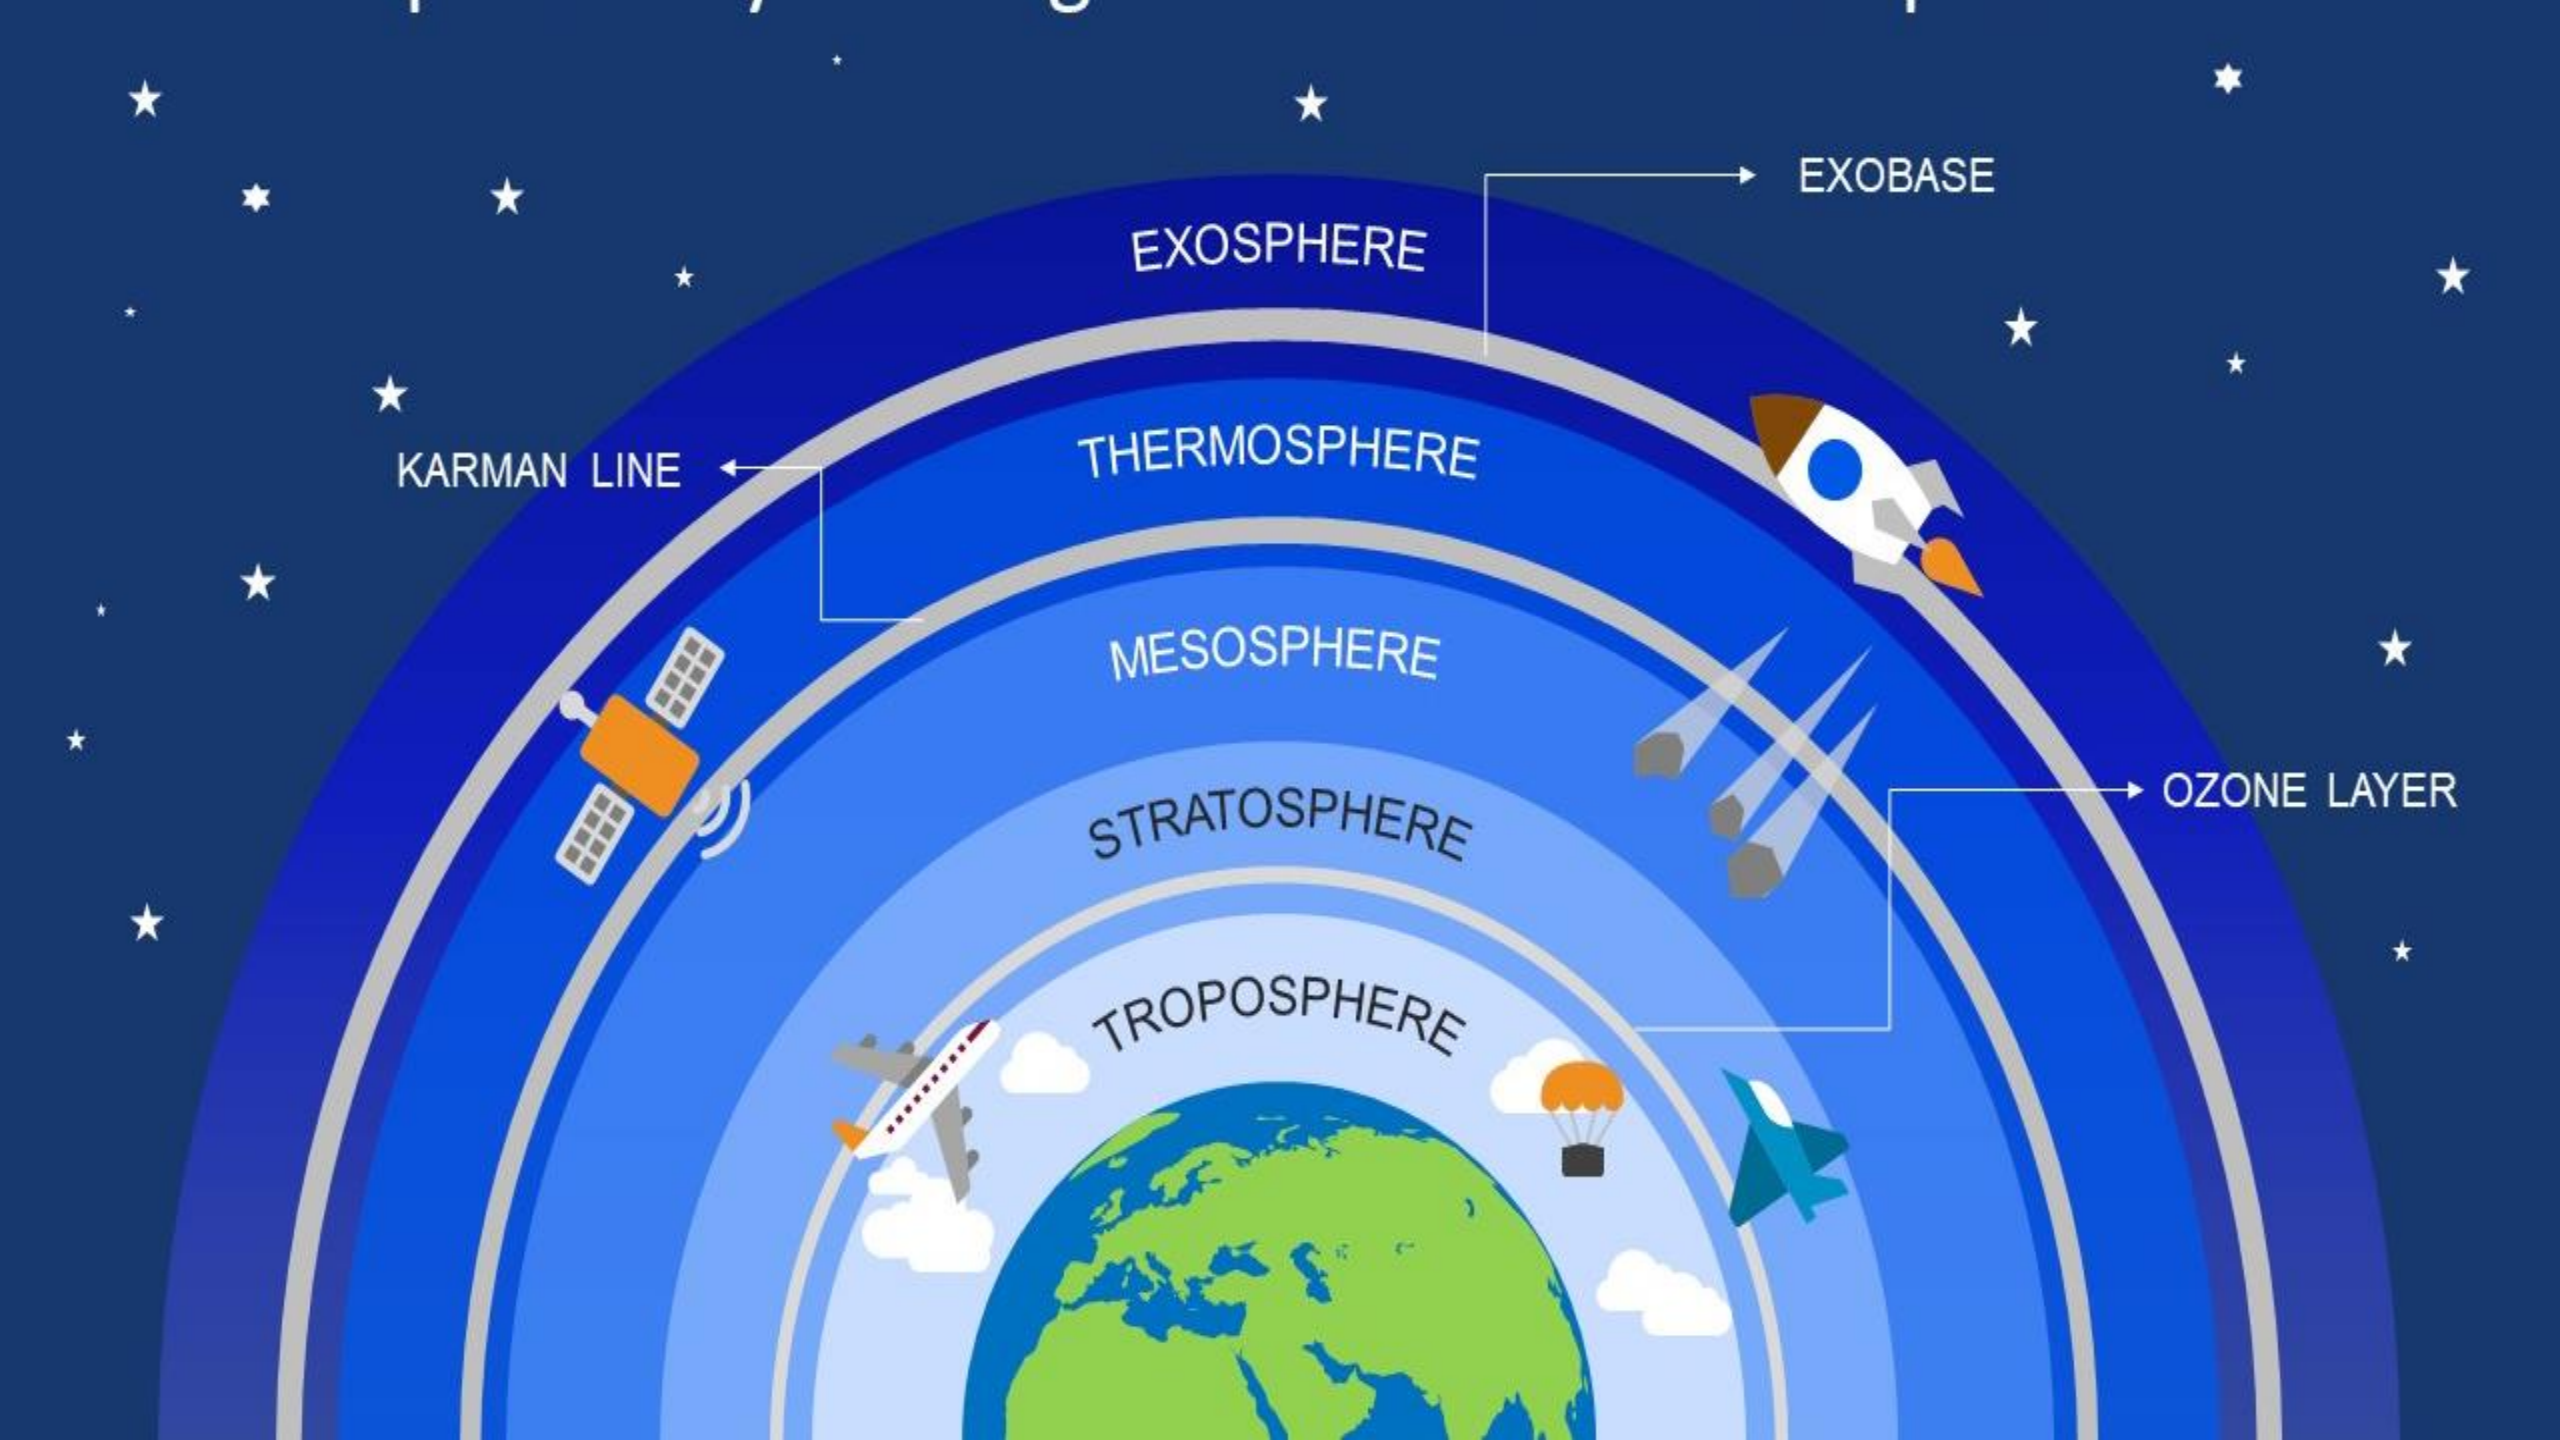 EXOBASE
EXOSPHERE
THERMOSPHERE
KARMAN LINE
MESOSPHERE
OZONE LAYER
STRATOSPHERE
TROPOSPHERE